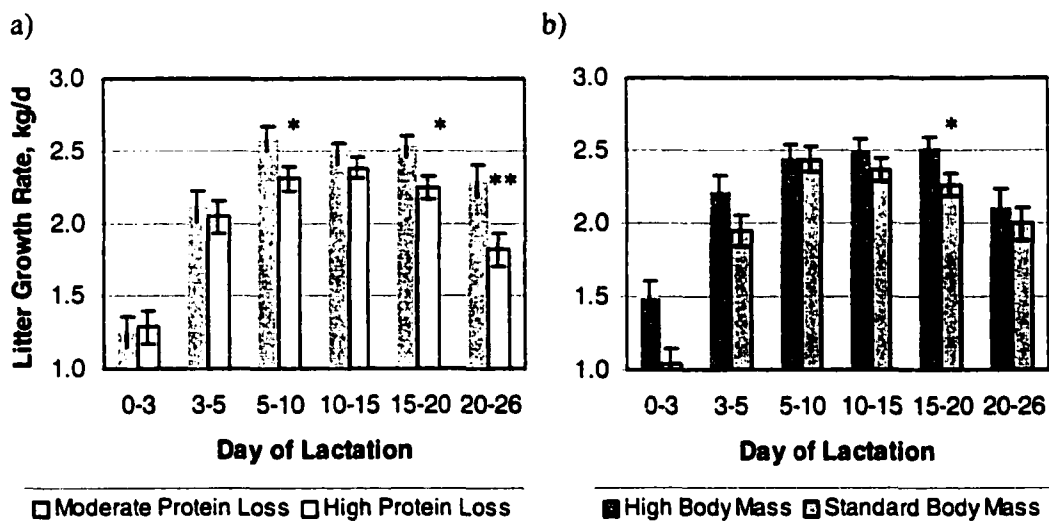 a)
b)
Litter Growth Rate, kg/d
3.0
2.5
2.0
1.5
1.0
* * **
0-3 3-5 5-10 10-15 15-20 20-26
Day of Lactation
Moderate Protein Loss High Protein Loss
3.0
2.5
2.0
1.5
1.0
*
0-3 3-5 5-10 10-15 15-20 20-26
Day of Lactation
High Body Mass Standard Body Mass